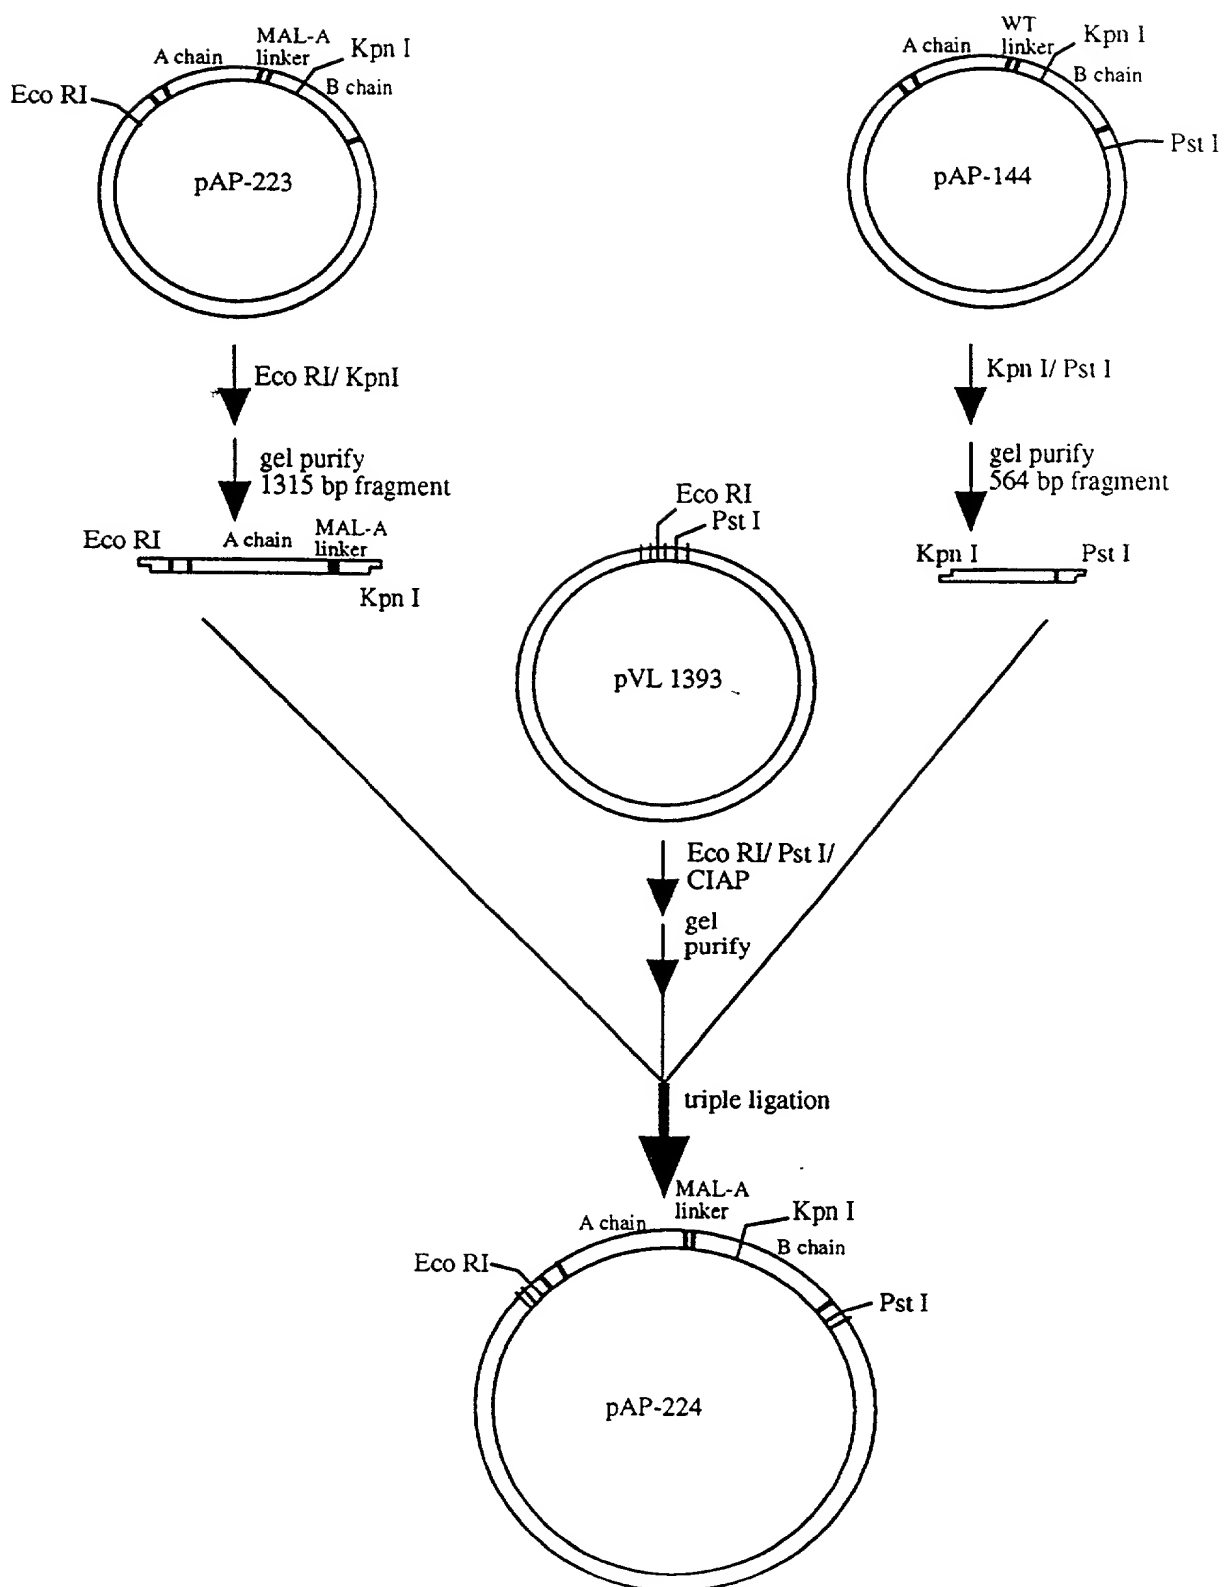 MAL-A
linker
A chain
Kpn I
B chain
Eco RI
pAP-223
WT
linker
A chain
Kpn I
B chain
Pst I
pAP-144
Eco RI/ KpnI
Kpn I/ Pst I
gel purify
1315 bp fragment
gel purify
564 bp fragment
Eco RI
A chain
MAL-A
linker
Kpn I
Eco RI
Pst I
Kpn I
Pst I
pVL 1393
Eco RI/ Pst I/
CIAP
gel
purify
triple ligation
MAL-A
linker
A chain
Kpn I
B chain
Eco RI
Pst I
pAP-224